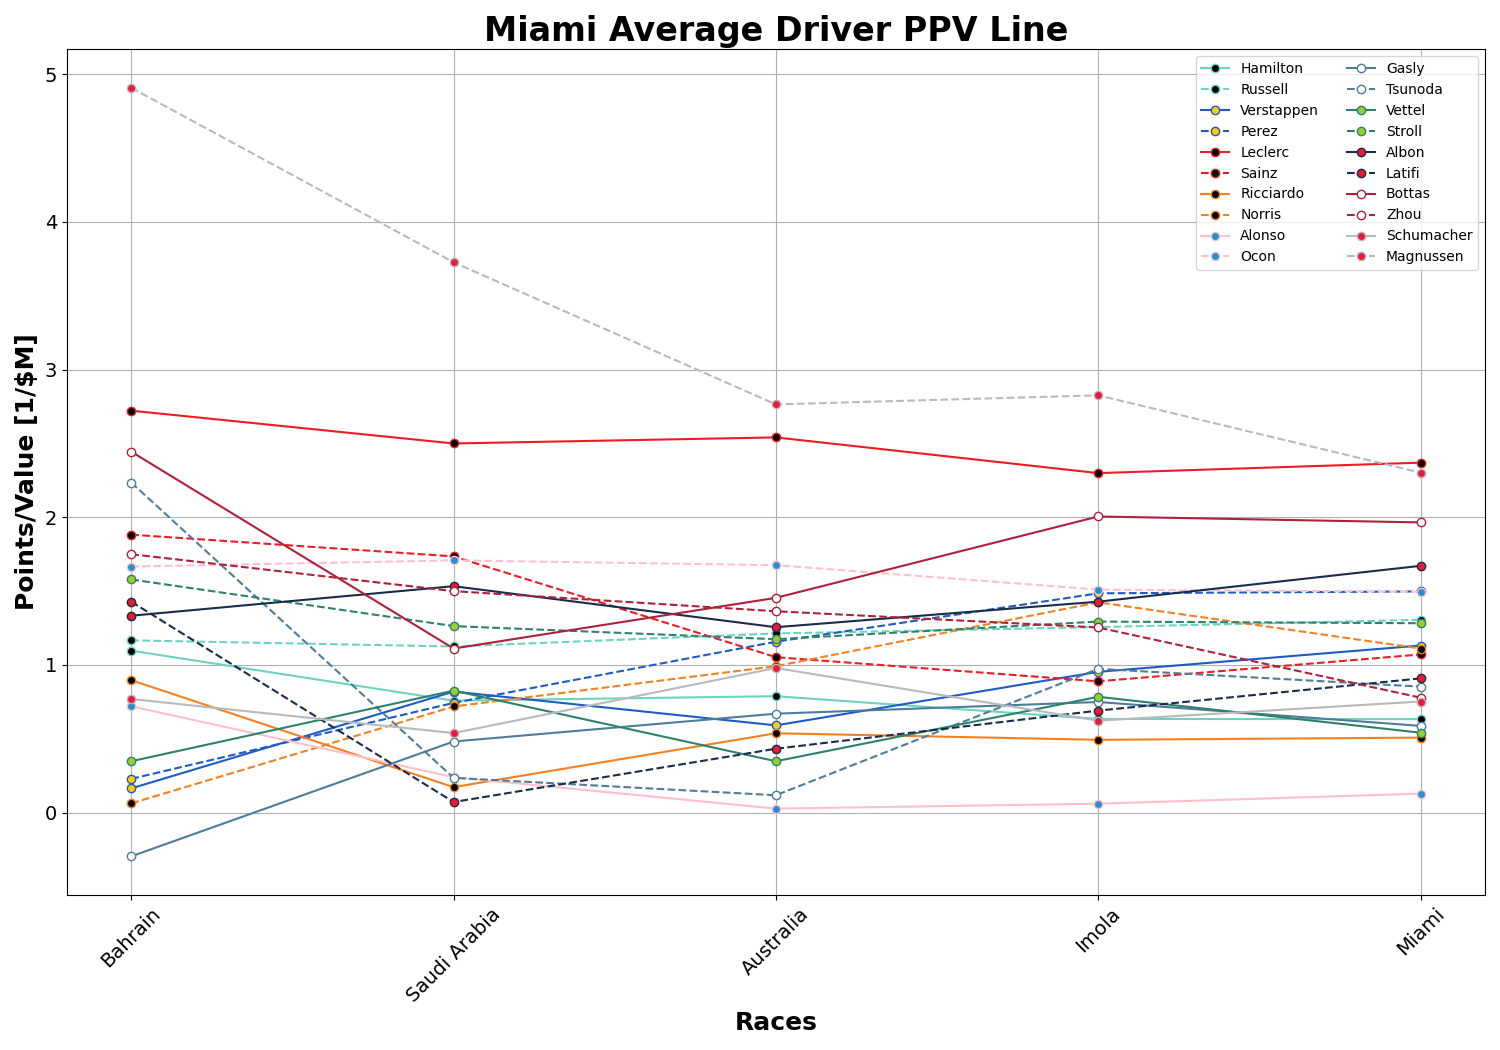 Miami Average Driver PPV Line
Hamilton
Russell
Verstappen
Perez
Leclerc
Sainz
Ricciardo
Norris
Alonso
Ocon
Gasly
Tsunoda
Vettel
Stroll
Albon
Latifi
Bottas
Zhou
Schumacher
Magnussen
Points/Value [1/$M]
5
4
3
2
1
0
Bahrain
Saudi Arabia
Australia
Imola
Miami
Races